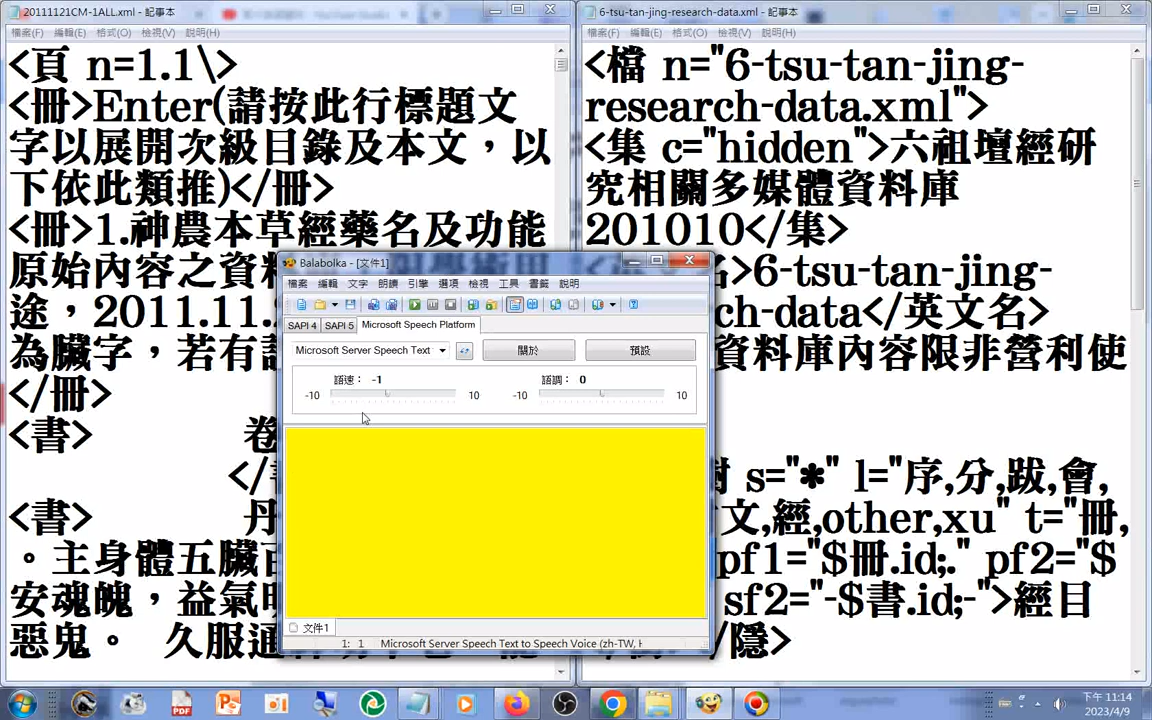 20111121CM-1ALL.xml - 記事本
檔案(F) 編輯(E) 格式(O) 檢視(V) 說明(H)
<頁 n=1.1\>
<冊>Enter(請按此行標題文
字以展開次級目錄及本文，以
下依此類推)</冊>
<冊>1.神農本草經藥名及功能
原始內容之資料
途，2011.11.
為臟字，若有
</冊>
<書> 卷
</
<書> 丹
。主身體五臟百
安魂魄，益氣明
惡鬼。 久服通
6-tsu-tan-jing-research-data.xml - 記事本
檔案(F) 編輯(E) 格式(O) 檢視(V) 說明(H)
<檔 n="6-tsu-tan-jing-
research-data.xml">
<集 c="hidden">六祖壇經研
究相關多媒體資料庫
201010</集>
名>6-tsu-tan-jing-
h-data</英文名>
資料庫內容限非營利使
樹 s="*" l="序,分,跋,會,
文,經,other,xu" t="冊,
pf1="$冊.id;." pf2="$
sf2="-$書.id;-">經目
/隱>
Balabolka - [文件1]
檔案 編輯 文字 朗讀 引擎 選項 檢視 工具 書籤 說明
SAPI 4 SAPI 5 Microsoft Speech Platform
Microsoft Server Speech Text 關於 預設
語速： -1 語調： 0
-10 10 -10 10
文件1
1: 1 Microsoft Server Speech Text to Speech Voice (zh-TW, H
下午 11:14
2023/4/9